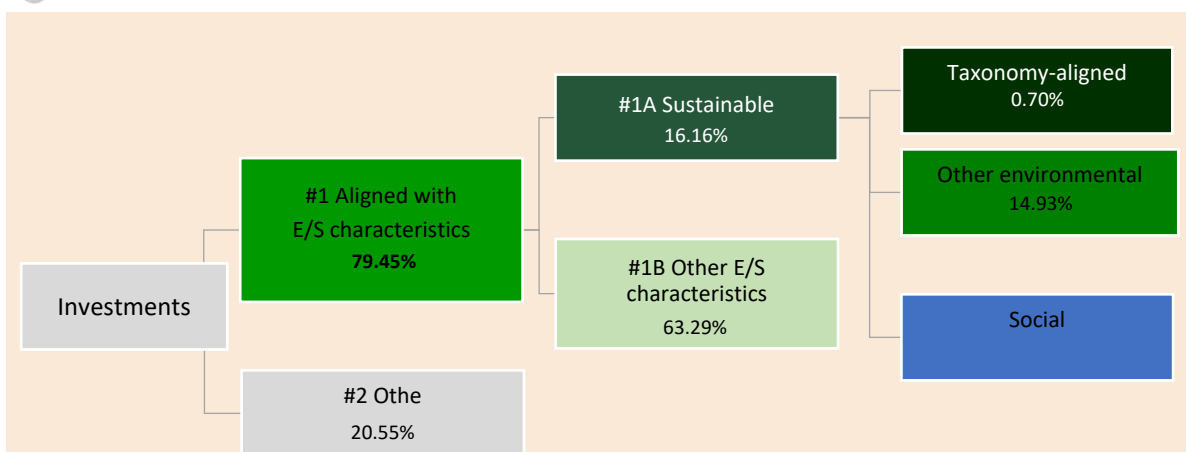 Investments
#1 Aligned with
E/S characteristics
79.45%
#2 Othe
20.55%
#1A Sustainable
16.16%
#1B Other E/S
characteristics
63.29%
Taxonomy-aligned
0.70%
Other environmental
14.93%
Social